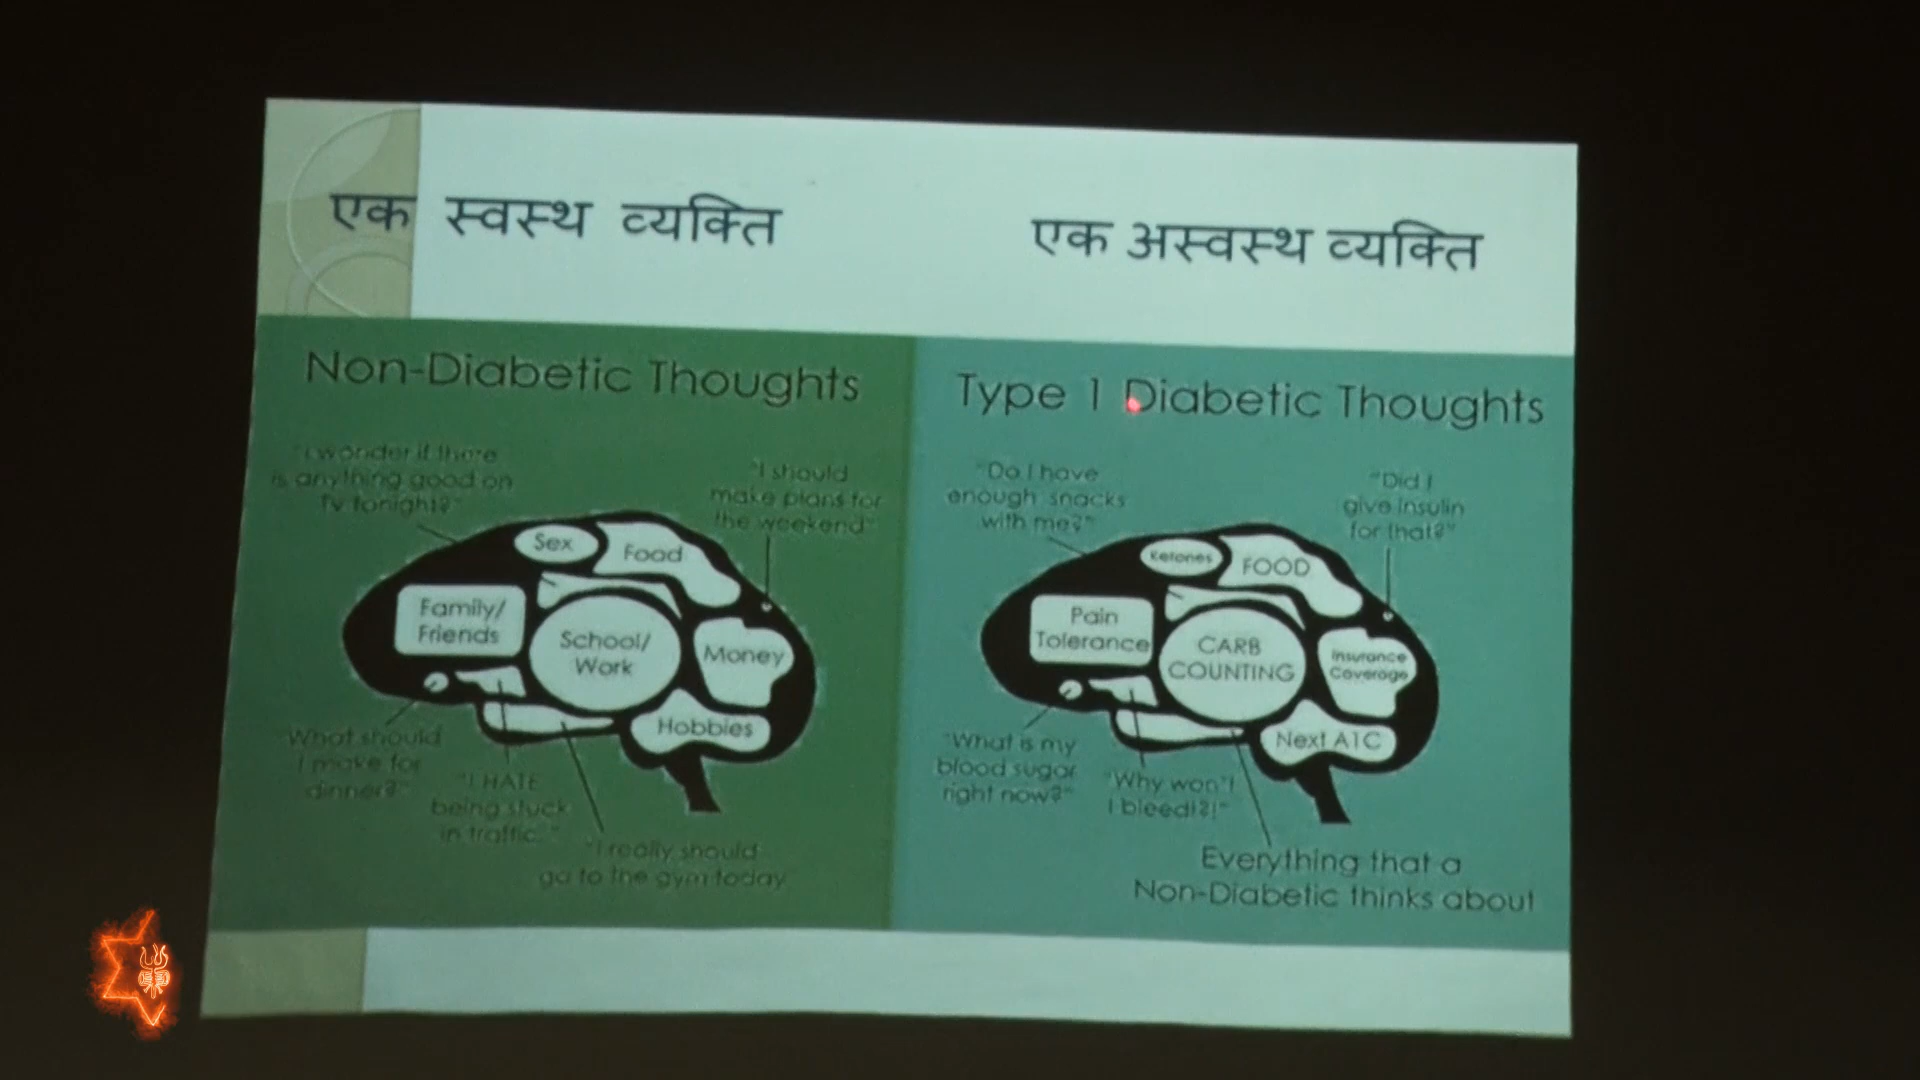 एक स्वस्थ व्यक्ति
एक अस्वस्थ व्यक्ति
Non-Diabetic Thoughts
"I wonder if there
is anything good on
Tv tonight?"
"I should
make plans for
the weekend"
Sex
Food
Family/
Friends
School/
Work
Money
Hobbies
"What should
I make for
dinner?"
"I HATE
being stuck
in traffic."
"I really should
go to the gym today
Type 1 Diabetic Thoughts
"Do I have
enough snacks
with me?"
"Did I
give insulin
for that?"
Ketones
FOOD
Pain
Tolerance
CARB
COUNTING
Insurance
Coverage
Next A1C
"What is my
blood sugar
right now?"
"Why won't
I bleed!?!"
Everything that a
Non-Diabetic thinks about